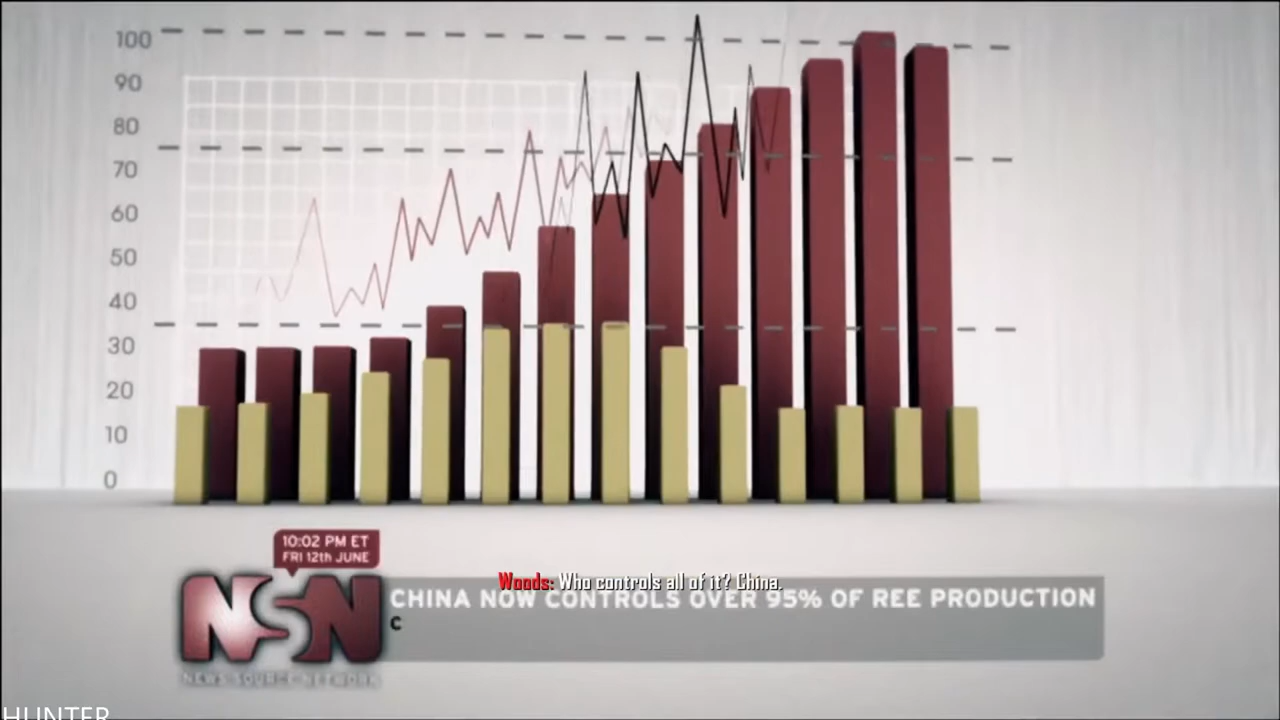 100
90
80
70
60
50
40
30
20
10
0
10:02 PM ET
FRI 12th JUNE
NSN
NEWS SOURCE NETWORK
Woods: Who controls all of it? China.
CHINA NOW CONTROLS OVER 95% OF REE PRODUCTION
C
HUNTER